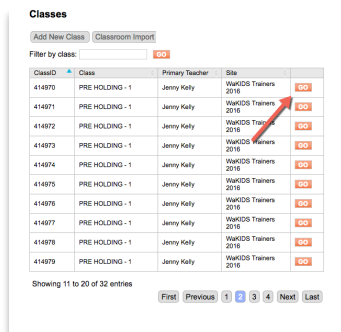 Classes
Add New Class Classroom Import
Filter by class: GO
ClassID Class Primary Teacher Site
414970 PRE HOLDING - 1 Jenny Kelly WaKIDS Trainers 2016 GO
414971 PRE HOLDING - 1 Jenny Kelly WaKIDS Trainers 2016 GO
414972 PRE HOLDING - 1 Jenny Kelly WaKIDS Trainers 2016 GO
414973 PRE HOLDING - 1 Jenny Kelly WaKIDS Trainers 2016 GO
414974 PRE HOLDING - 1 Jenny Kelly WaKIDS Trainers 2016 GO
414975 PRE HOLDING - 1 Jenny Kelly WaKIDS Trainers 2016 GO
414976 PRE HOLDING - 1 Jenny Kelly WaKIDS Trainers 2016 GO
414977 PRE HOLDING - 1 Jenny Kelly WaKIDS Trainers 2016 GO
414978 PRE HOLDING - 1 Jenny Kelly WaKIDS Trainers 2016 GO
414979 PRE HOLDING - 1 Jenny Kelly WaKIDS Trainers 2016 GO
Showing 11 to 20 of 32 entries
First Previous 1 2 3 4 Next Last